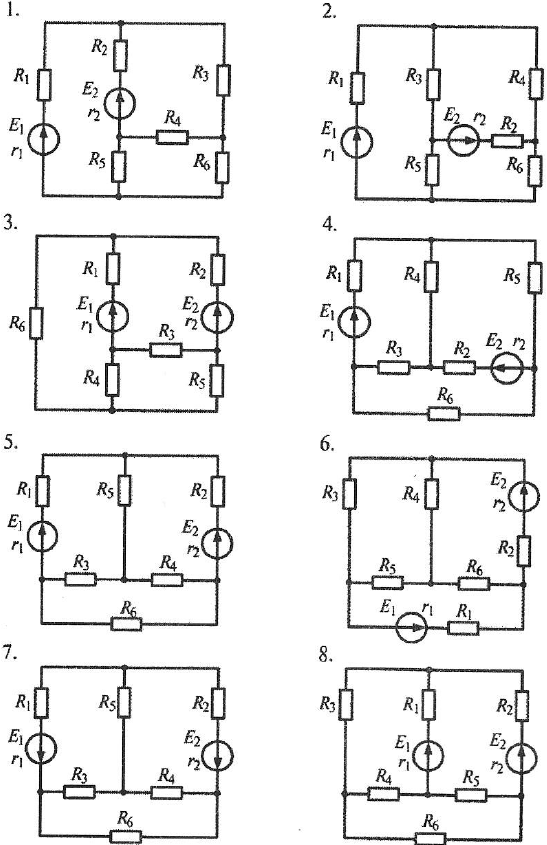 1.
R₂
R₁
R₃
E₂
r₂
E₁
r₁
R₄
R₅
R₆
2.
R₁
R₃
R₄
E₂ r₂
R₂
E₁
r₁
R₅
R₆
3.
R₁
R₂
E₁
r₁
E₂
r₂
R₆
R₃
R₄
R₅
4.
R₁
R₄
R₅
E₁
r₁
R₃
R₂
E₂ r₂
R₆
5.
R₁
R₅
R₂
E₁
r₁
E₂
r₂
R₃
R₄
R₆
6.
R₃
R₄
E₂
r₂
R₂
R₅
R₆
E₁ r₁ R₁
7.
R₁
R₅
R₂
E₁
r₁
E₂
r₂
R₃
R₄
R₆
8.
R₃
R₁
R₂
E₁
r₁
E₂
r₂
R₄
R₅
R₆